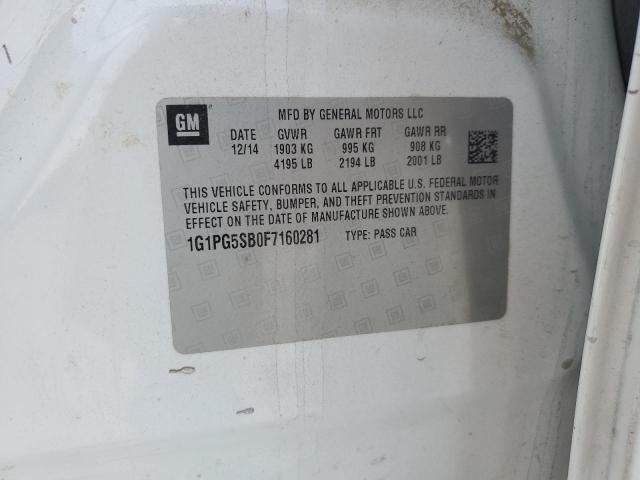 GM
MFD BY GENERAL MOTORS LLC
DATE GVWR GAWR FRT GAWR RR
12/14 1903 KG 995 KG 908 KG
4195 LB 2194 LB 2001 LB
THIS VEHICLE CONFORMS TO ALL APPLICABLE U.S. FEDERAL MOTOR
VEHICLE SAFETY, BUMPER, AND THEFT PREVENTION STANDARDS IN
EFFECT ON THE DATE OF MANUFACTURE SHOWN ABOVE.
1G1PG5SB0F7160281 TYPE: PASS CAR